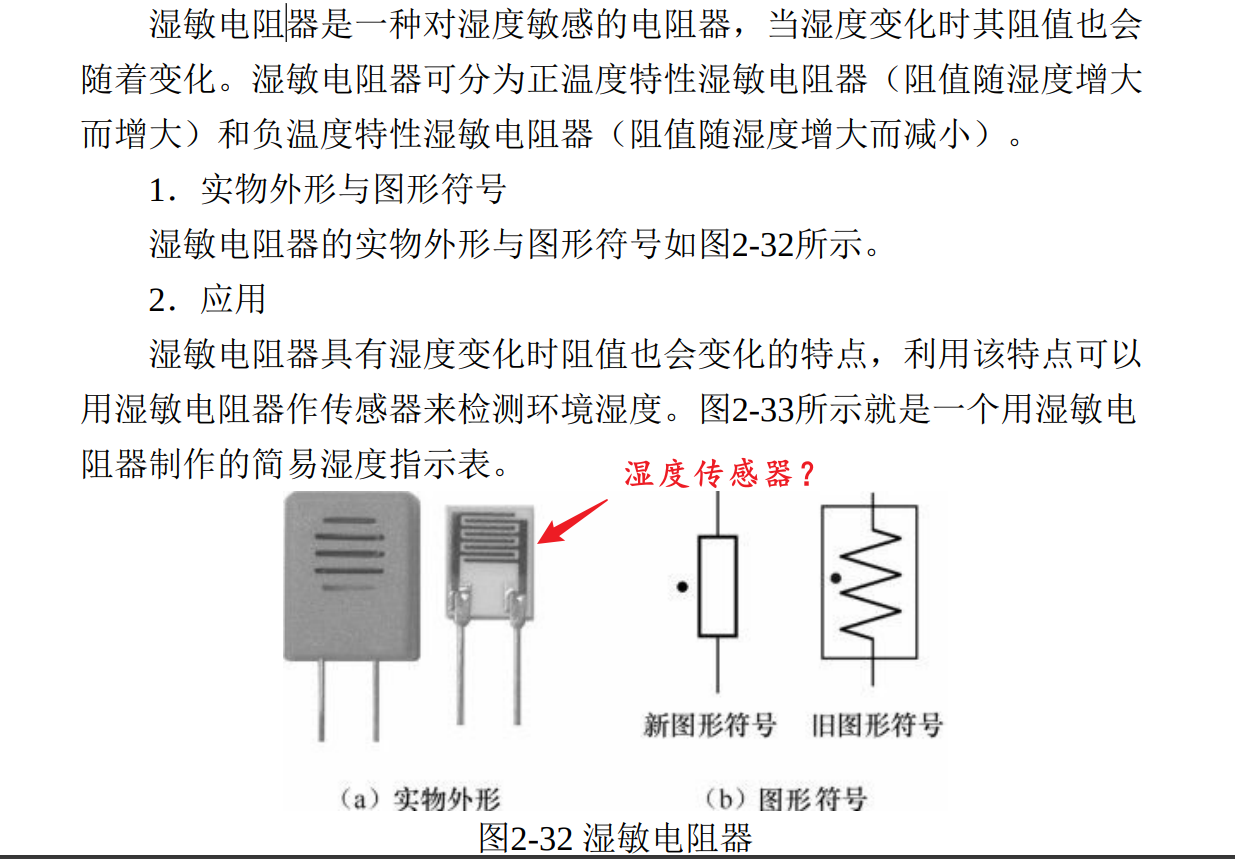 湿敏电阻器是一种对湿度敏感的电阻器，当湿度变化时其阻值也会
随着变化。湿敏电阻器可分为正温度特性湿敏电阻器（阻值随湿度增大
而增大）和负温度特性湿敏电阻器（阻值随湿度增大而减小）。
1．实物外形与图形符号
湿敏电阻器的实物外形与图形符号如图2-32所示。
2．应用
湿敏电阻器具有湿度变化时阻值也会变化的特点，利用该特点可以
用湿敏电阻器作传感器来检测环境湿度。图2-33所示就是一个用湿敏电
阻器制作的简易湿度指示表。
湿度传感器？
新图形符号 旧图形符号
（a）实物外形 （b）图形符号
图2-32 湿敏电阻器